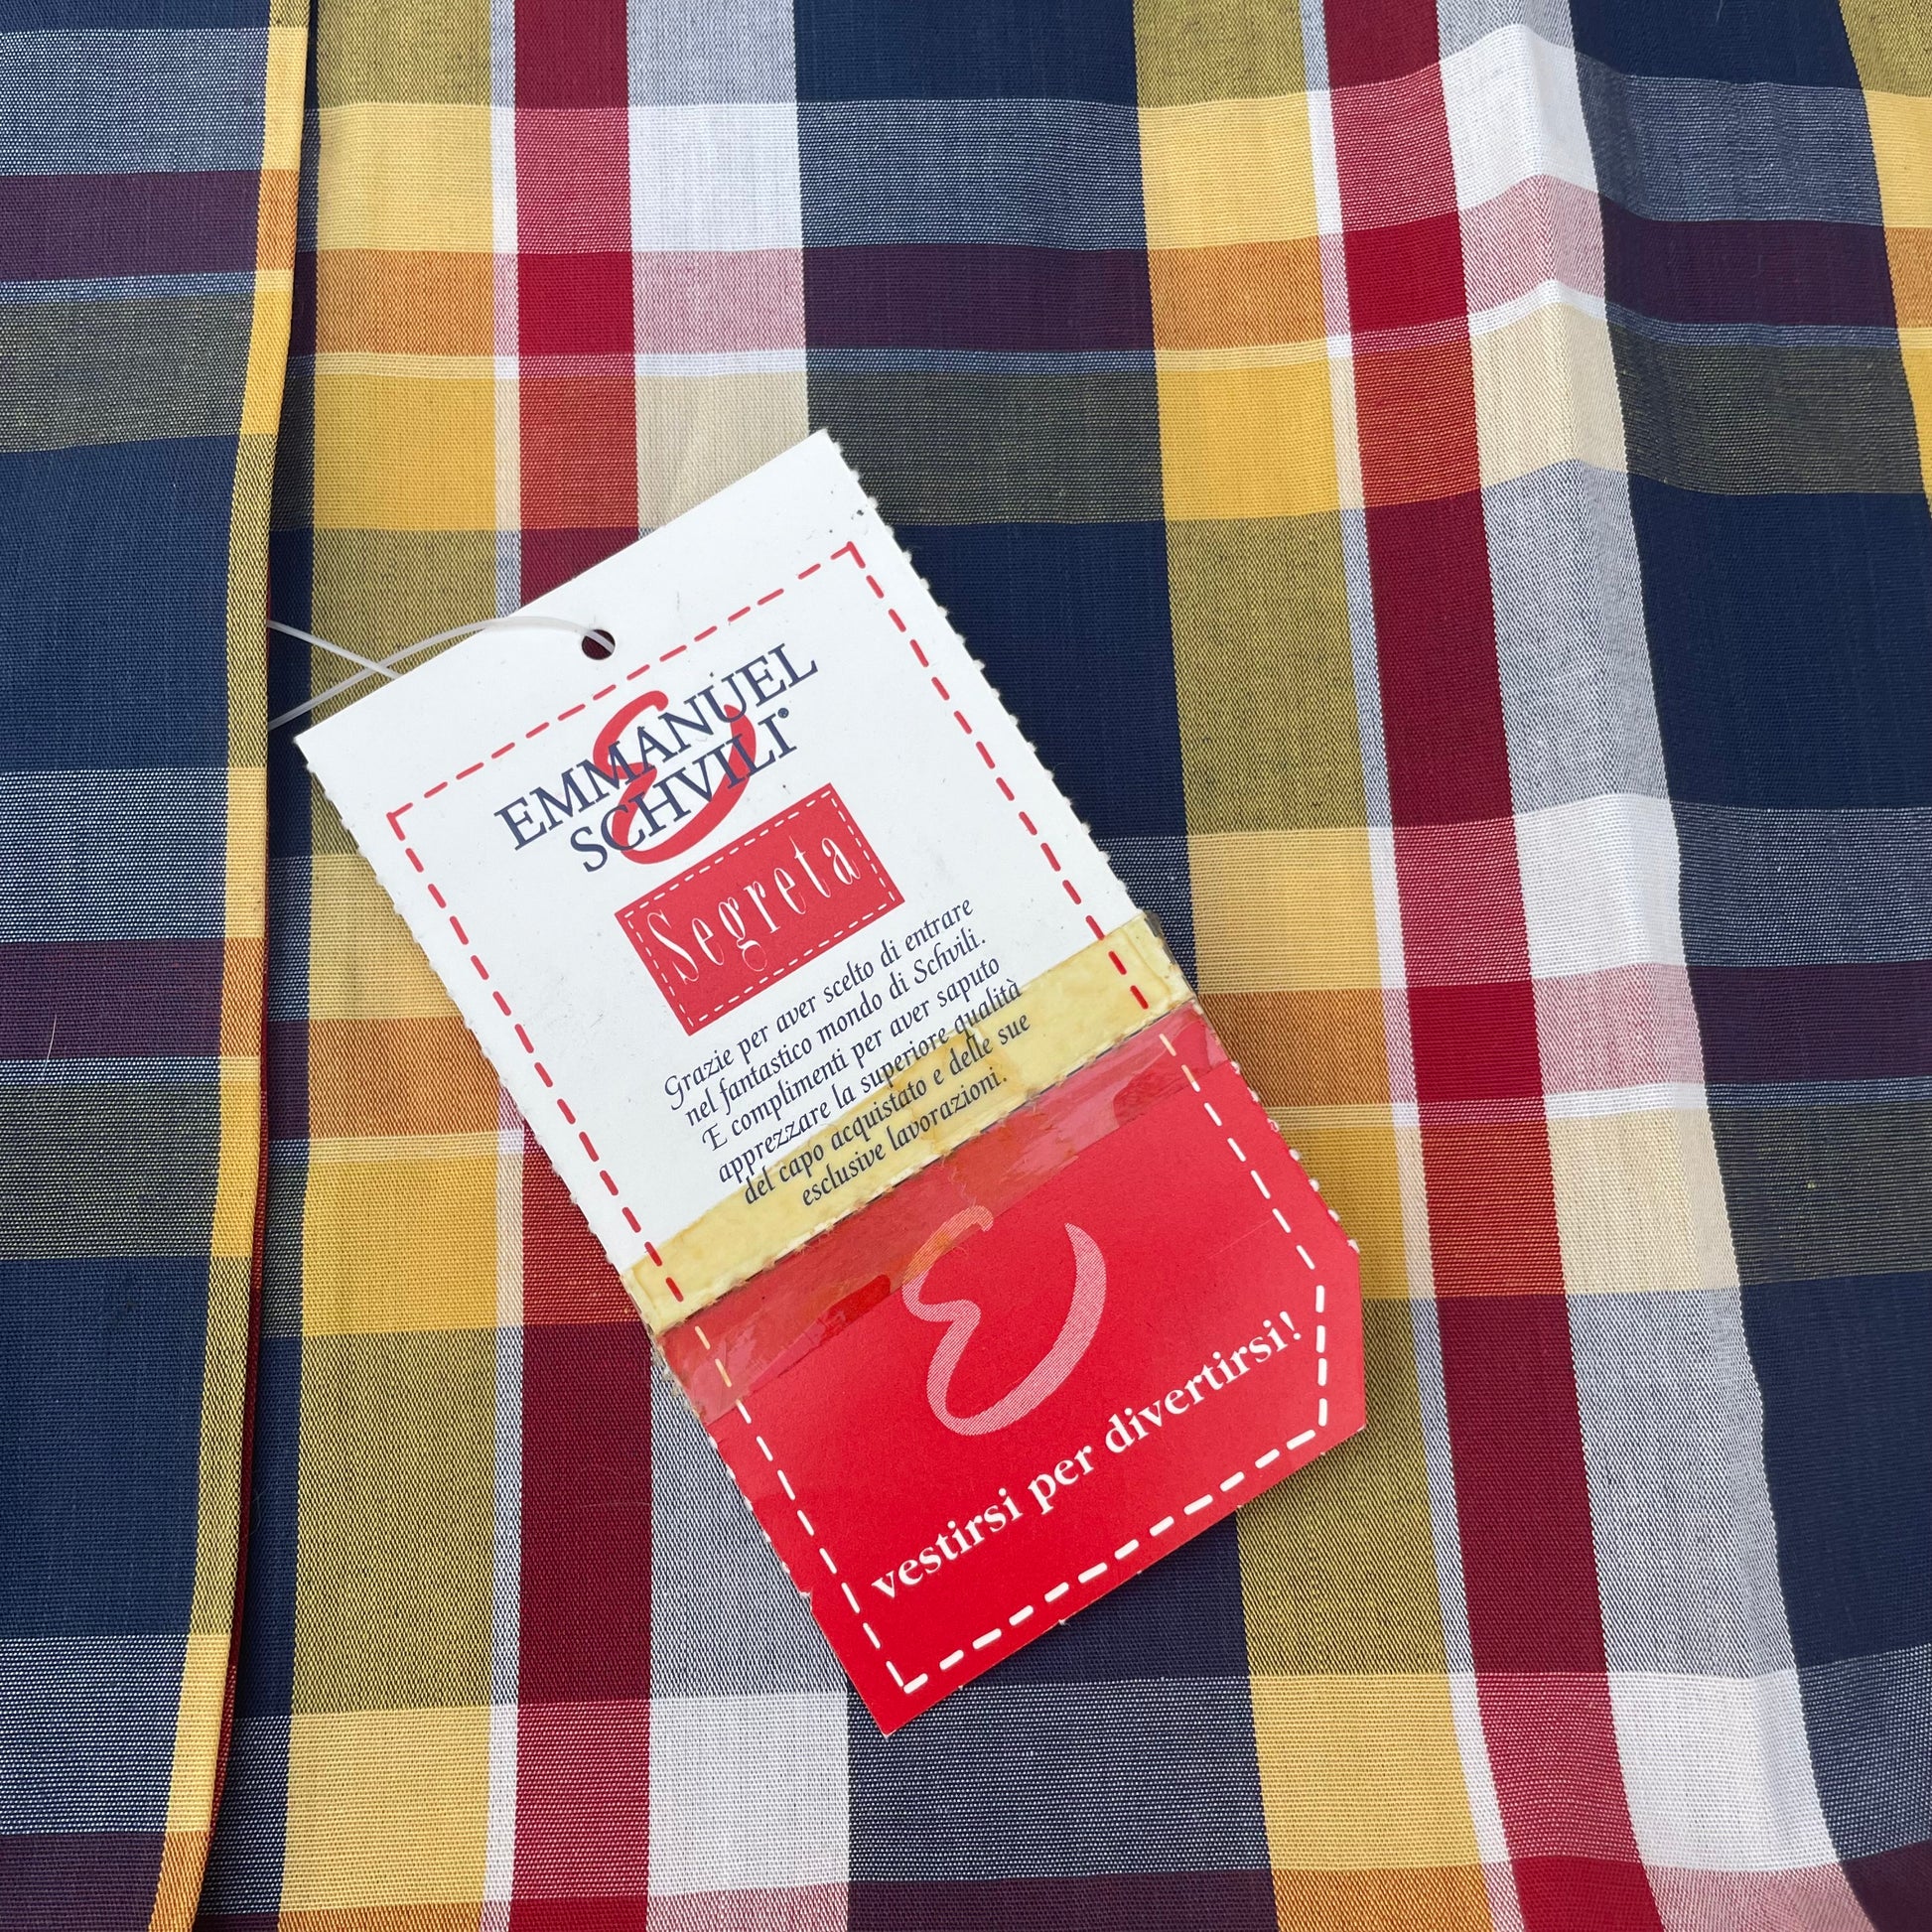 EMMANUEL
SCHVILI®
Segreta
Grazie per aver scelto di entrare
nel fantastico mondo di Schvili.
E complimenti per aver saputo
apprezzare la superiore qualità
del capo acquistato e delle sue
esclusive lavorazioni.
vestirsi per divertirsi!